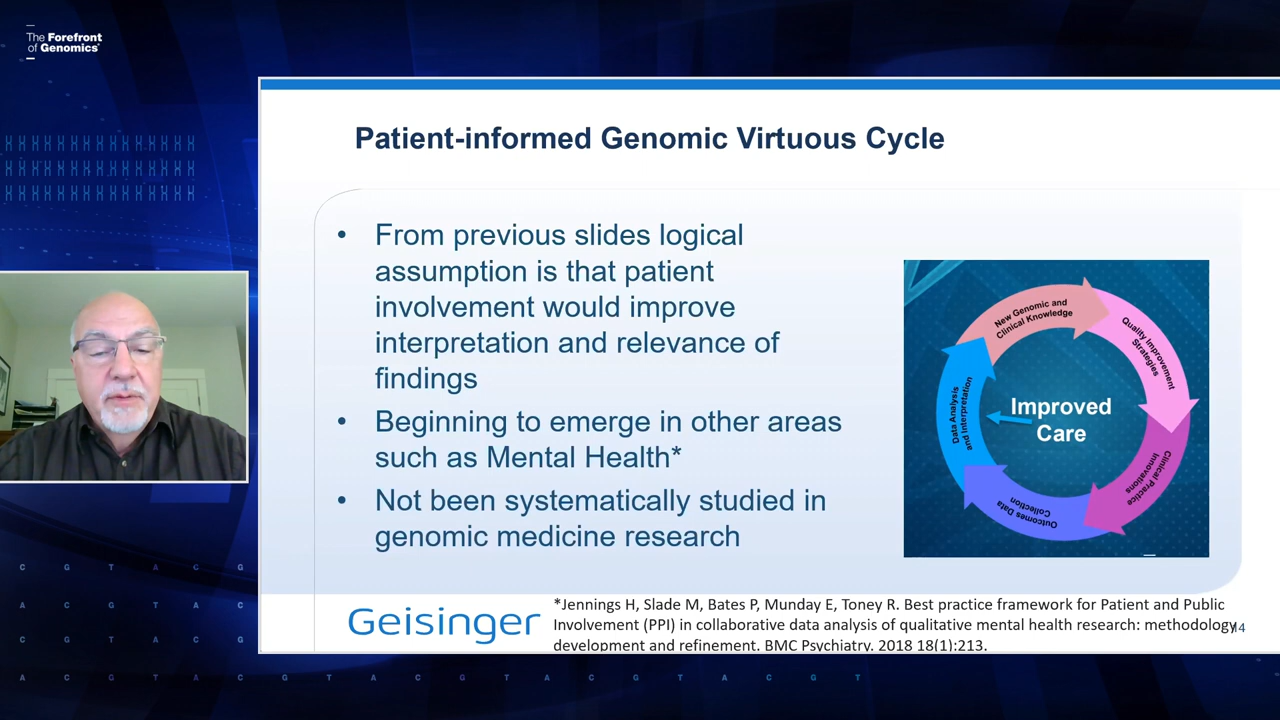 The Forefront
of Genomics®
Patient-informed Genomic Virtuous Cycle
• From previous slides logical
assumption is that patient
involvement would improve
interpretation and relevance of
findings
• Beginning to emerge in other areas
such as Mental Health*
• Not been systematically studied in
genomic medicine research
New Genomic and
Clinical Knowledge
Quality Improvement
Strategies
Clinical Practice
Innovations
Outcomes Data
Collection
Data Analysis
and Interpretation
Improved
Care
Geisinger
*Jennings H, Slade M, Bates P, Munday E, Toney R. Best practice framework for Patient and Public
Involvement (PPI) in collaborative data analysis of qualitative mental health research: methodology
development and refinement. BMC Psychiatry. 2018 18(1):213.
14
C G T A C G
A C G T A C
C G T A C G
A C G T A C G T A C G T A C G T A C G T